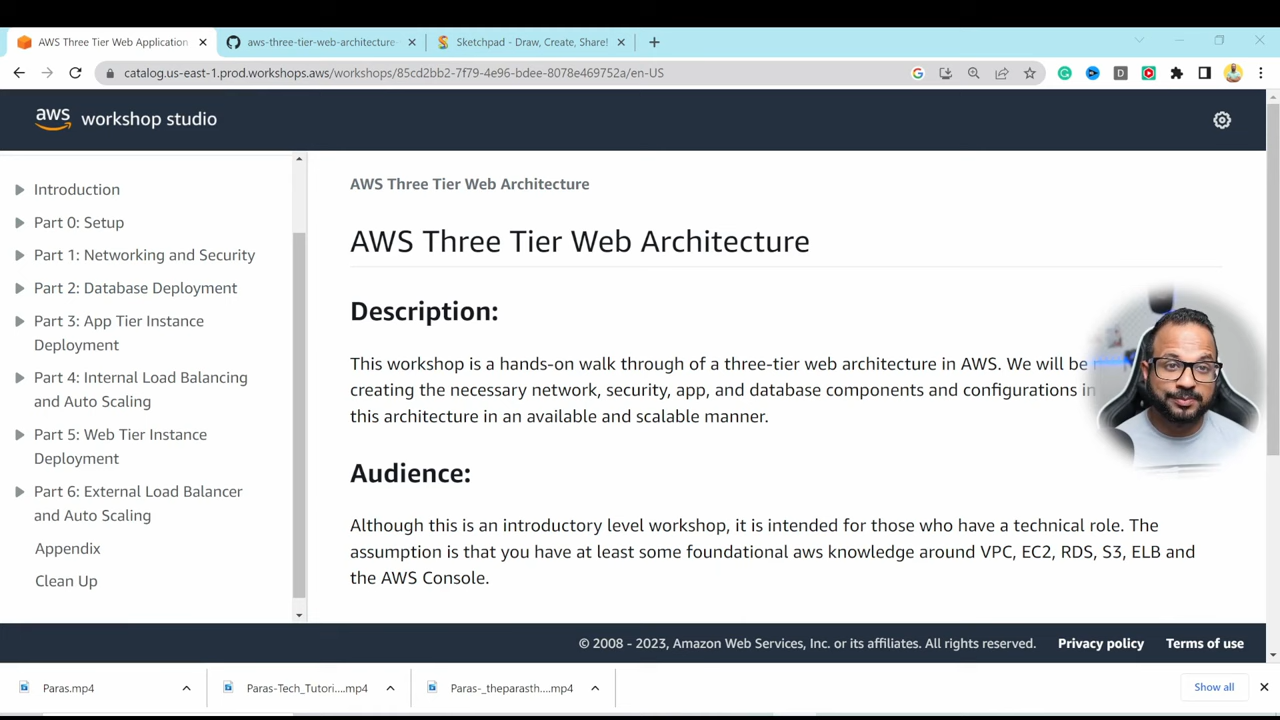 AWS Three Tier Web Application
aws-three-tier-web-architecture-
Sketchpad - Draw, Create, Share!
catalog.us-east-1.prod.workshops.aws/workshops/85cd2bb2-7f79-4e96-bdee-8078e469752a/en-US
aws workshop studio
Introduction
Part 0: Setup
Part 1: Networking and Security
Part 2: Database Deployment
Part 3: App Tier Instance
Deployment
Part 4: Internal Load Balancing
and Auto Scaling
Part 5: Web Tier Instance
Deployment
Part 6: External Load Balancer
and Auto Scaling
Appendix
Clean Up
AWS Three Tier Web Architecture
AWS Three Tier Web Architecture
Description:
This workshop is a hands-on walk through of a three-tier web architecture in AWS. We will be
creating the necessary network, security, app, and database components and configurations in
this architecture in an available and scalable manner.
Audience:
Although this is an introductory level workshop, it is intended for those who have a technical role. The
assumption is that you have at least some foundational aws knowledge around VPC, EC2, RDS, S3, ELB and
the AWS Console.
© 2008 - 2023, Amazon Web Services, Inc. or its affiliates. All rights reserved. Privacy policy Terms of use
Paras.mp4
Paras-Tech_Tutori....mp4
Paras-_theparasth....mp4
Show all